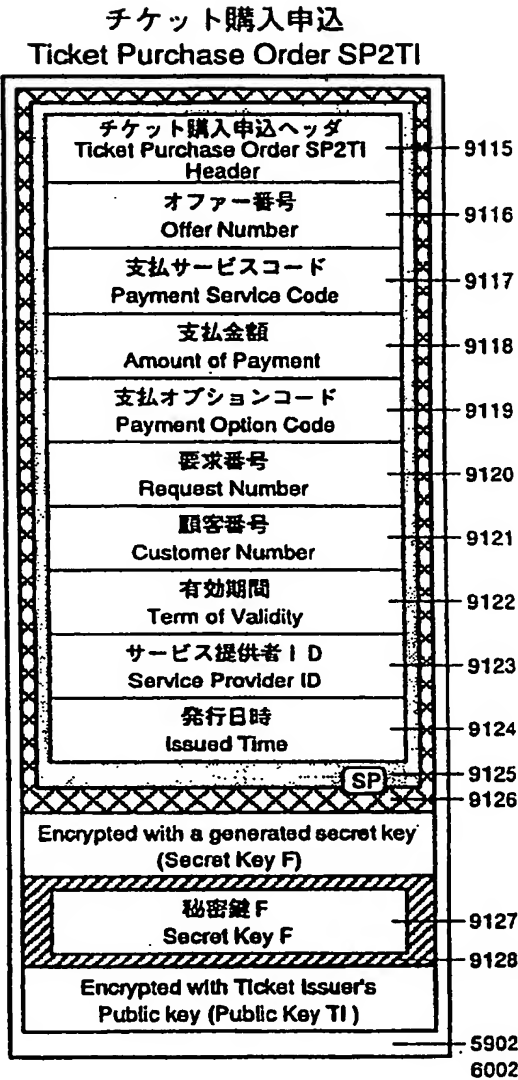 チケット購入申込
Ticket Purchase Order SP2TI
チケット購入申込ヘッダ
Ticket Purchase Order SP2TI
Header
9115
オファー番号
Offer Number
9116
支払サービスコード
Payment Service Code
9117
支払金額
Amount of Payment
9118
支払オプションコード
Payment Option Code
9119
要求番号
Request Number
9120
顧客番号
Customer Number
9121
有効期間
Term of Validity
9122
サービス提供者ID
Service Provider ID
9123
発行日時
Issued Time
9124
SP
9125
9126
Encrypted with a generated secret key
(Secret Key F)
秘密鍵 F
Secret Key F
9127
9128
Encrypted with Ticket Issuer's
Public key (Public Key TI )
5902
6002